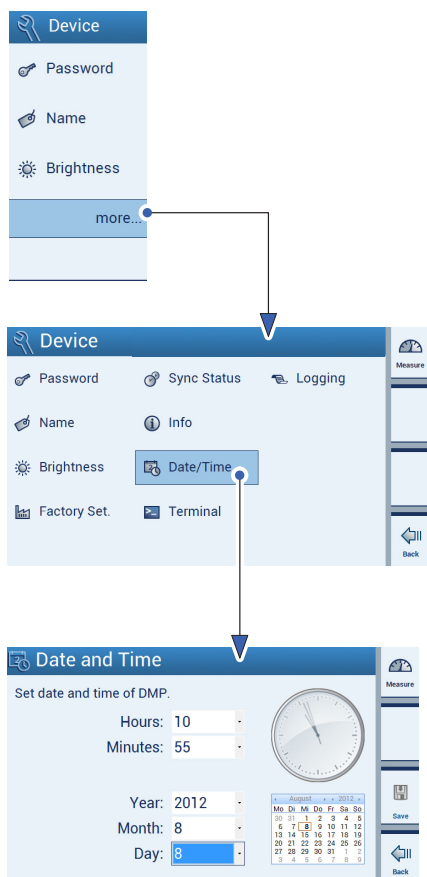 Device
Password
Name
Brightness
more...
Device
Measure
Password Sync Status Logging
Name Info
Brightness Date/Time
Factory Set. Terminal
Back
Date and Time
Measure
Set date and time of DMP.
Hours: 10
Minutes: 55
Year: 2012
Month: 8
Day: 8
August 2012
Mo Di Mi Do Fr Sa So
30 31 1 2 3 4 5
6 7 8 9 10 11 12
13 14 15 16 17 18 19
20 21 22 23 24 25 26
27 28 29 30 31 1 2
3 4 5 6 7 8 9
Save
Back